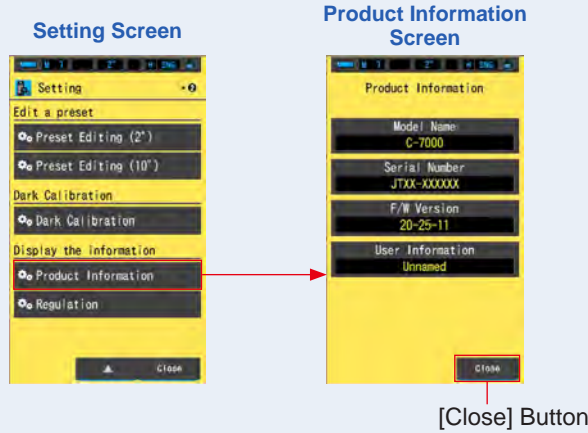 Setting Screen
Product Information
Screen
Setting
Edit a preset
Preset Editing (2°)
Preset Editing (10°)
Dark Calibration
Dark Calibration
Display the information
Product Information
Regulation
Close
Product Information
Model Name
C-7000
Serial Number
JTXX-XXXXXX
F/W Version
20-25-11
User Information
Unnamed
Close
[Close] Button